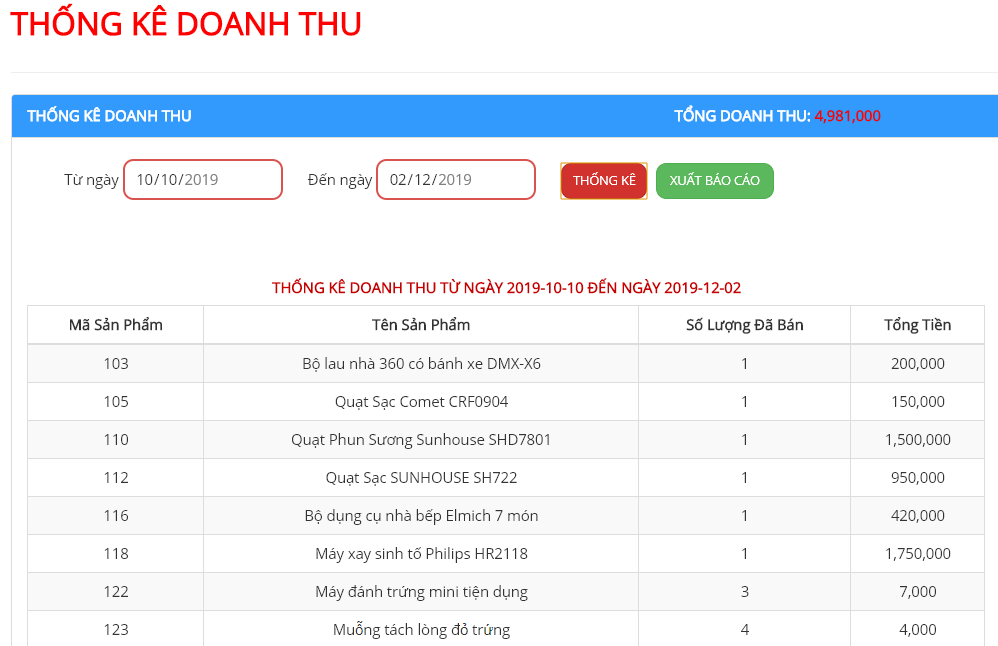 THỐNG KÊ DOANH THU
THỐNG KÊ DOANH THU TỔNG DOANH THU: 4,981,000
Từ ngày 10/10/2019 Đến ngày 02/12/2019 THỐNG KÊ XUẤT BÁO CÁO
THỐNG KÊ DOANH THU TỪ NGÀY 2019-10-10 ĐẾN NGÀY 2019-12-02
Mã Sản Phẩm Tên Sản Phẩm Số Lượng Đã Bán Tổng Tiền
103 Bộ lau nhà 360 có bánh xe DMX-X6 1 200,000
105 Quạt Sạc Comet CRF0904 1 150,000
110 Quạt Phun Sương Sunhouse SHD7801 1 1,500,000
112 Quạt Sạc SUNHOUSE SH722 1 950,000
116 Bộ dụng cụ nhà bếp Elmich 7 món 1 420,000
118 Máy xay sinh tố Philips HR2118 1 1,750,000
122 Máy đánh trứng mini tiện dụng 3 7,000
123 Muỗng tách lòng đỏ trứng 4 4,000